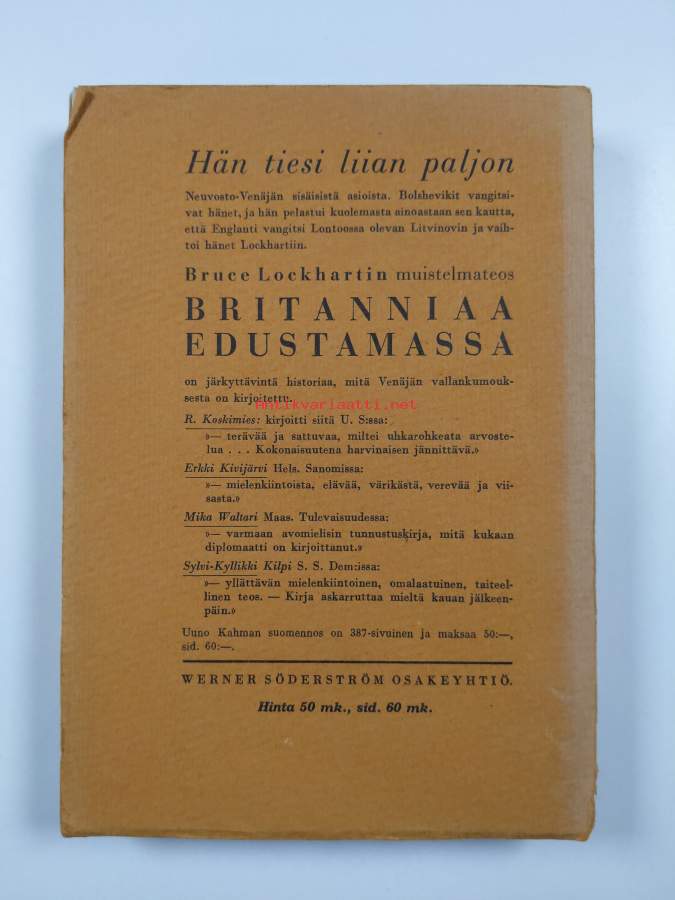 Hän tiesi liian paljon
Neuvosto-Venäjän sisäisistä asioista. Bolshevikit vangitsi-
vat hänet, ja hän pelastui kuolemasta ainoastaan sen kautta,
että Englanti vangitsi Lontoossa olevan Litvinovin ja vaih-
toi hänet Lockhartiin.
Bruce Lockhartin muistelmateos
BRITANNIAA
EDUSTAMASSA
on järkyttävintä historiaa, mitä Venäjän vallankumouk-
sesta on kirjoitettu.
Antikvariaatti.net
R. Koskimies: kirjoitti siitä U. S:ssa:
»— terävää ja sattuvaa, miltei uhkarohkeata arvoste-
lua . . . Kokonaisuutena harvinaisen jännittävä.»
Erkki Kivijärvi Hels. Sanomissa:
»— mielenkiintoista, elävää, värikästä, verevää ja vii-
sasta.»
Mika Waltari Maas. Tulevaisuudessa:
»— varmaan avomielisin tunnustuskirja, mitä kukaan
diplomaatti on kirjoittanut.»
Sylvi-Kyllikki Kilpi S. S. Dem:issa:
»— yllättävän mielenkiintoinen, omalaatuinen, taiteel-
linen teos. — Kirja askarruttaa mieltä kauan jälkeen-
päin.»
Uuno Kahman suomennos on 387-sivuinen ja maksaa 50:—,
sid. 60:—.
WERNER SÖDERSTRÖM OSAKEYHTIÖ.
Hinta 50 mk., sid. 60 mk.